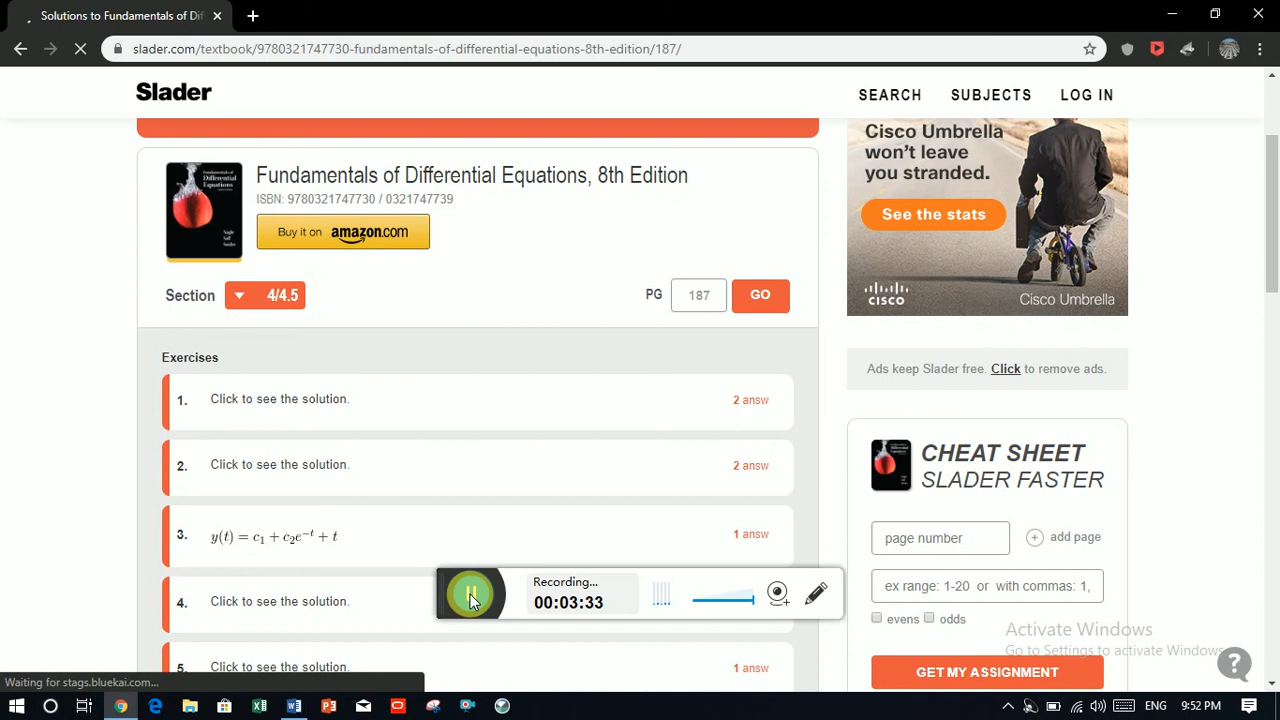 Solutions to Fundamentals of Dif
slader.com/textbook/9780321747730-fundamentals-of-differential-equations-8th-edition/187/
Slader
SEARCH
SUBJECTS
LOG IN
Fundamentals of Differential Equations, 8th Edition
ISBN: 9780321747730 / 0321747739
Buy it on amazon.com
Section
4/4.5
PG
187
GO
Exercises
1. Click to see the solution. 2 answ
2. Click to see the solution. 2 answ
3. y(t) = c₁ + c₂e⁻ᵗ + t 1 answ
4. Click to see the solution.
5. Click to see the solution. 1 answ
Recording...
00:03:33
Cisco Umbrella
won't leave
you stranded.
See the stats
CISCO
Cisco Umbrella
Ads keep Slader free. Click to remove ads.
CHEAT SHEET
SLADER FASTER
page number
add page
ex range: 1-20 or with commas: 1,
evens
odds
GET MY ASSIGNMENT
Activate Windows
Go to Settings to activate Windows.
Waiting for stags.bluekai.com...
ENG
9:52 PM